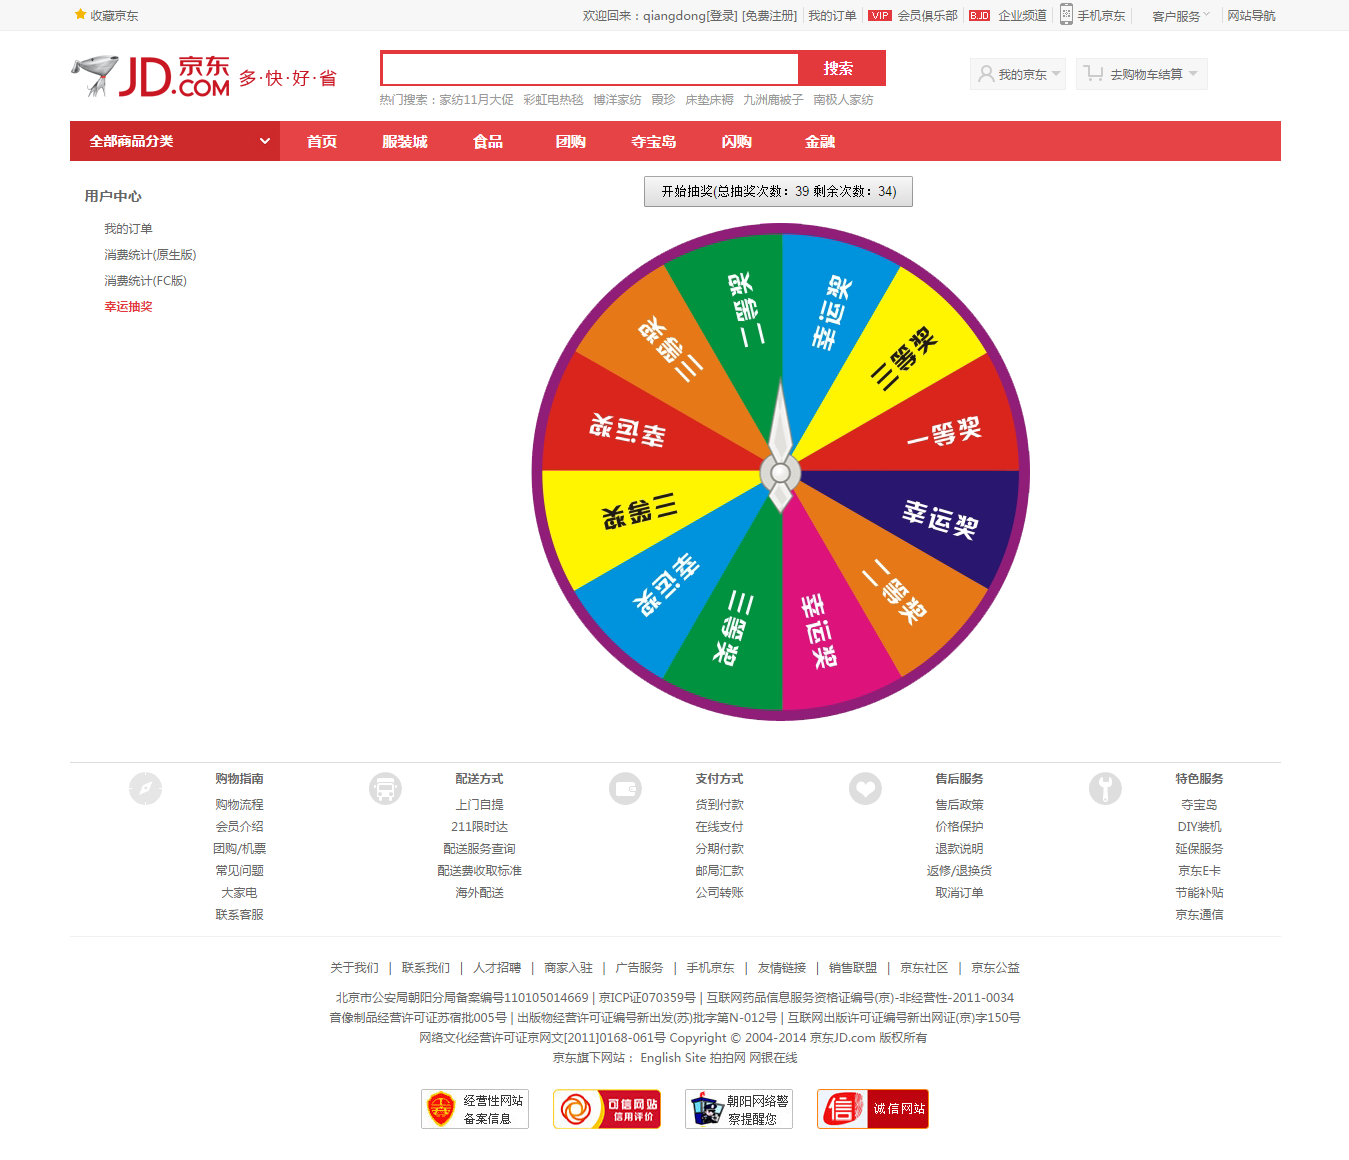 收藏京东
欢迎回来：qiangdong[登录] [免费注册] 我的订单 VIP 会员俱乐部 B.JD 企业频道 手机京东 客户服务 网站导航
JD.COM 京东 多·快·好·省
搜索
我的京东 去购物车结算
热门搜索：家纺11月大促 彩虹电热毯 博洋家纺 霞珍 床垫床褥 九洲鹿被子 南极人家纺
全部商品分类 首页 服装城 食品 团购 夺宝岛 闪购 金融
用户中心
我的订单
消费统计(原生版)
消费统计(FC版)
幸运抽奖
开始抽奖(总抽奖次数：39 剩余次数：34)
幸运奖
三等奖
一等奖
幸运奖
二等奖
幸运奖
三等奖
幸运奖
三等奖
幸运奖
三等奖
二等奖
购物指南
购物流程
会员介绍
团购/机票
常见问题
大家电
联系客服
配送方式
上门自提
211限时达
配送服务查询
配送费收取标准
海外配送
支付方式
货到付款
在线支付
分期付款
邮局汇款
公司转账
售后服务
售后政策
价格保护
退款说明
返修/退换货
取消订单
特色服务
夺宝岛
DIY装机
延保服务
京东E卡
节能补贴
京东通信
关于我们 | 联系我们 | 人才招聘 | 商家入驻 | 广告服务 | 手机京东 | 友情链接 | 销售联盟 | 京东社区 | 京东公益
北京市公安局朝阳分局备案编号110105014669 | 京ICP证070359号 | 互联网药品信息服务资格证编号(京)-非经营性-2011-0034
音像制品经营许可证苏宿批005号 | 出版物经营许可证编号新出发(苏)批字第N-012号 | 互联网出版许可证编号新出网证(京)字150号
网络文化经营许可证京网文[2011]0168-061号 Copyright © 2004-2014 京东JD.com 版权所有
京东旗下网站： English Site 拍拍网 网银在线
经营性网站
备案信息
可信网站
信用评价
朝阳网络警
察提醒您
信 诚信网站